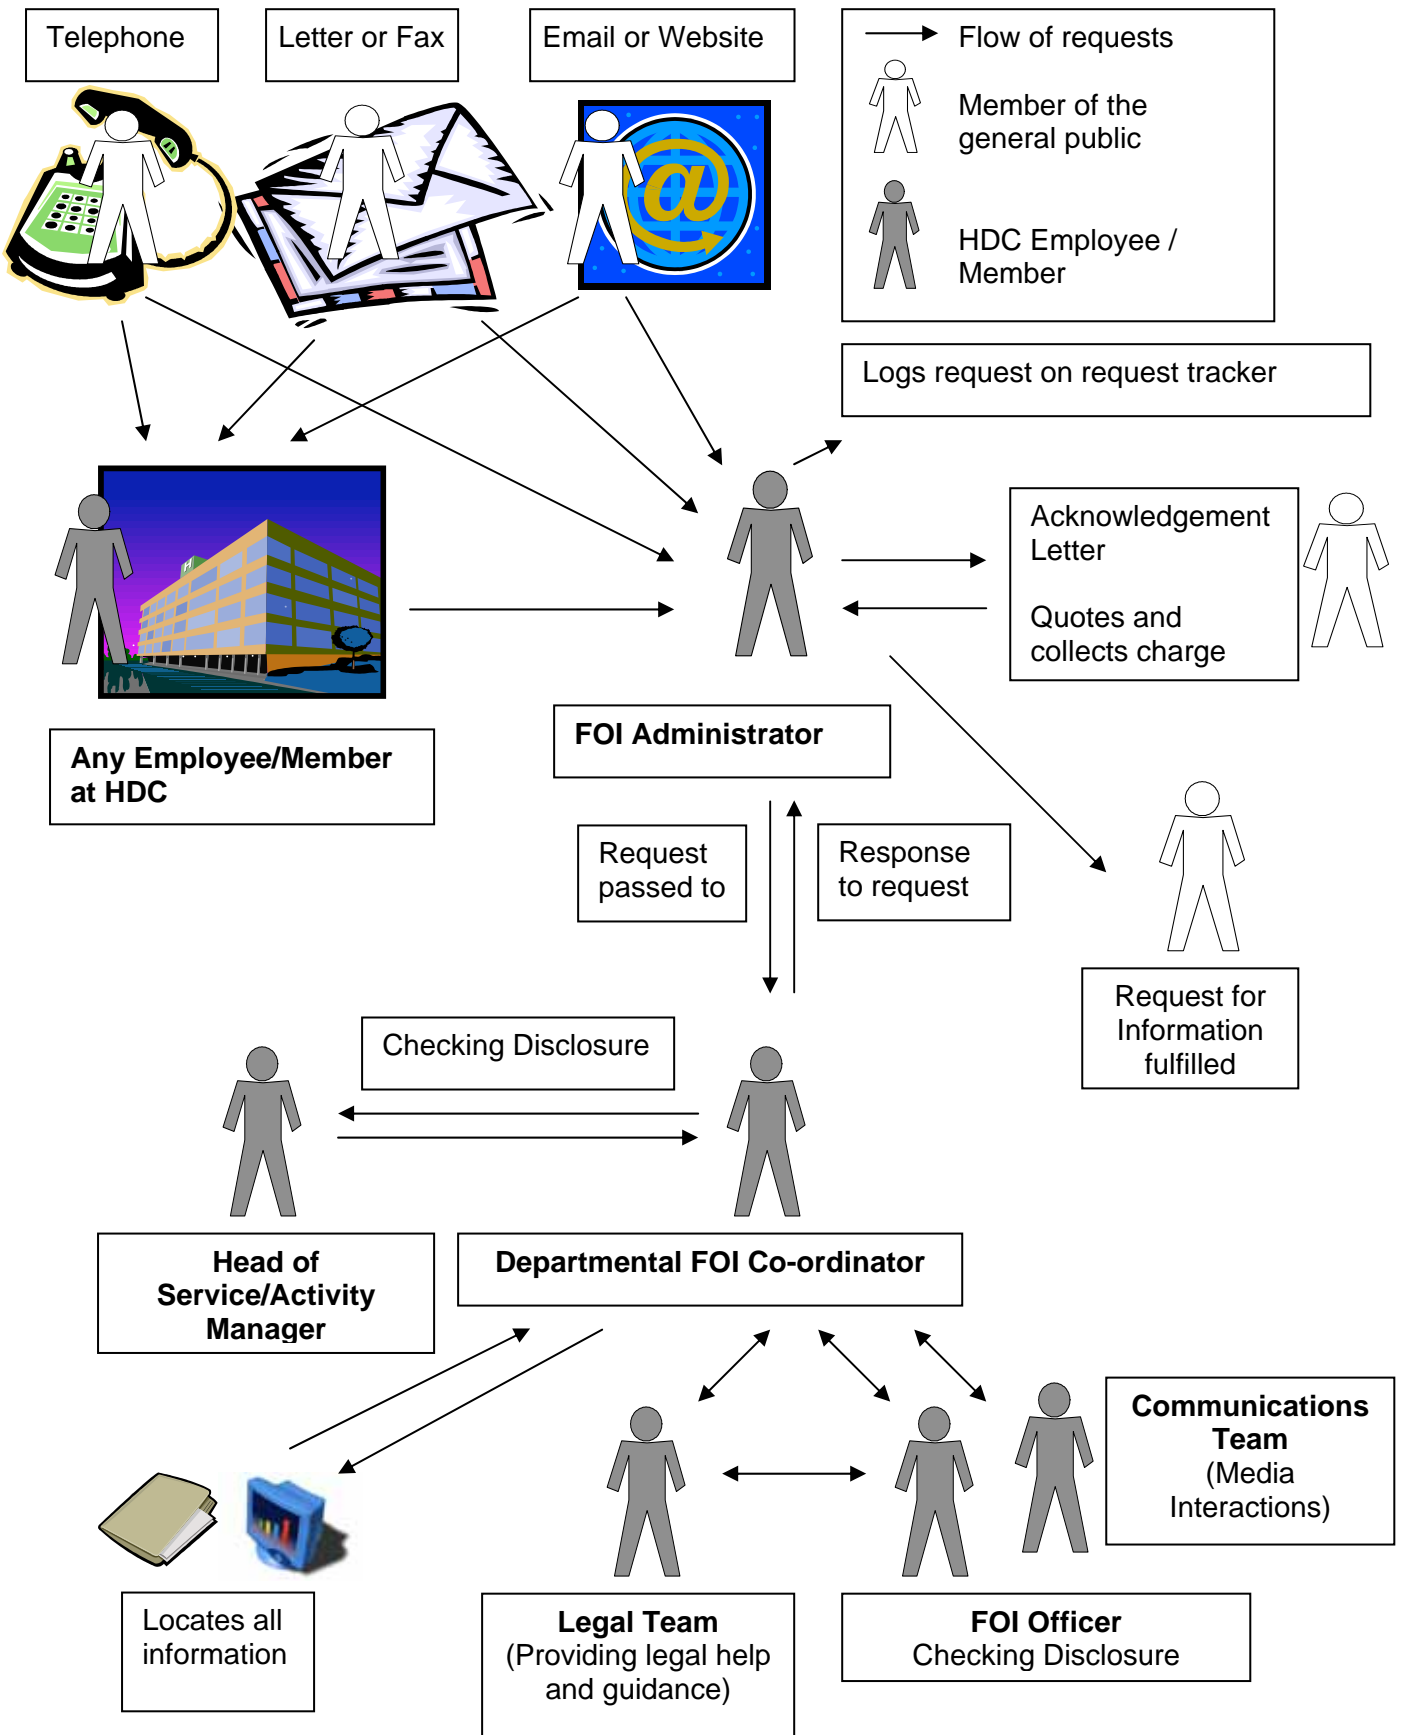 Telephone
Letter or Fax
Email or Website
Flow of requests
Member of the
general public
HDC Employee /
Member
@
Logs request on request tracker
H
Acknowledgement
Letter
Quotes and
collects charge
Any Employee/Member
at HDC
FOI Administrator
Request
passed to
Response
to request
Request for
Information
fulfilled
Checking Disclosure
Head of
Service/Activity
Manager
Departmental FOI Co-ordinator
Communications
Team
(Media
Interactions)
Locates all
information
Legal Team
(Providing legal help
and guidance)
FOI Officer
Checking Disclosure